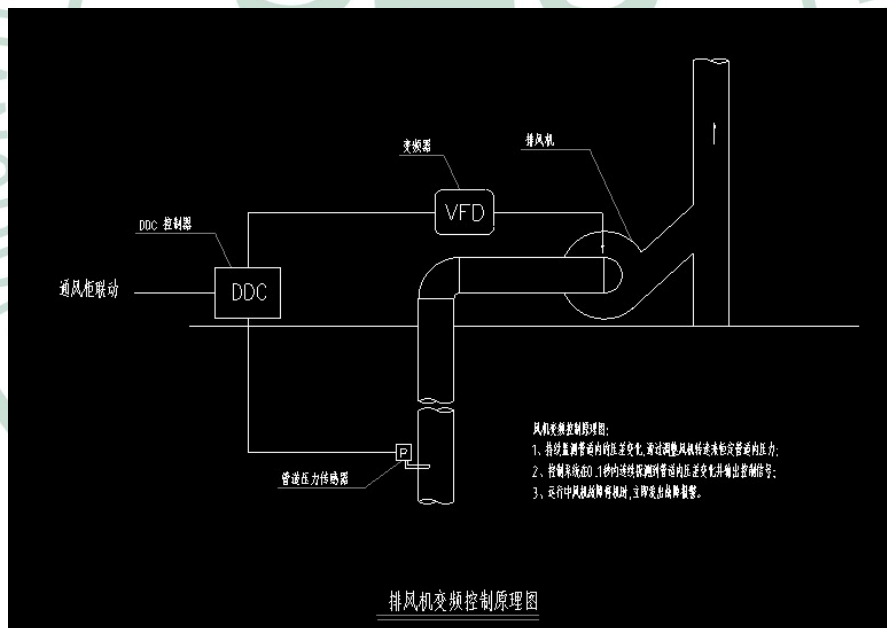 变频器
排风机
VFD
DDC 控制器
通风柜联动
DDC
P
管道压力传感器
风机变频控制原理图:
1、持续监测管道内的压差变化,通过调整风机转速来恒定管道内压力;
2、控制系统在0.1秒内连续探测到管道内压差变化并输出控制信号;
3、运行中风机故障停机时,立即发出故障报警。
排风机变频控制原理图